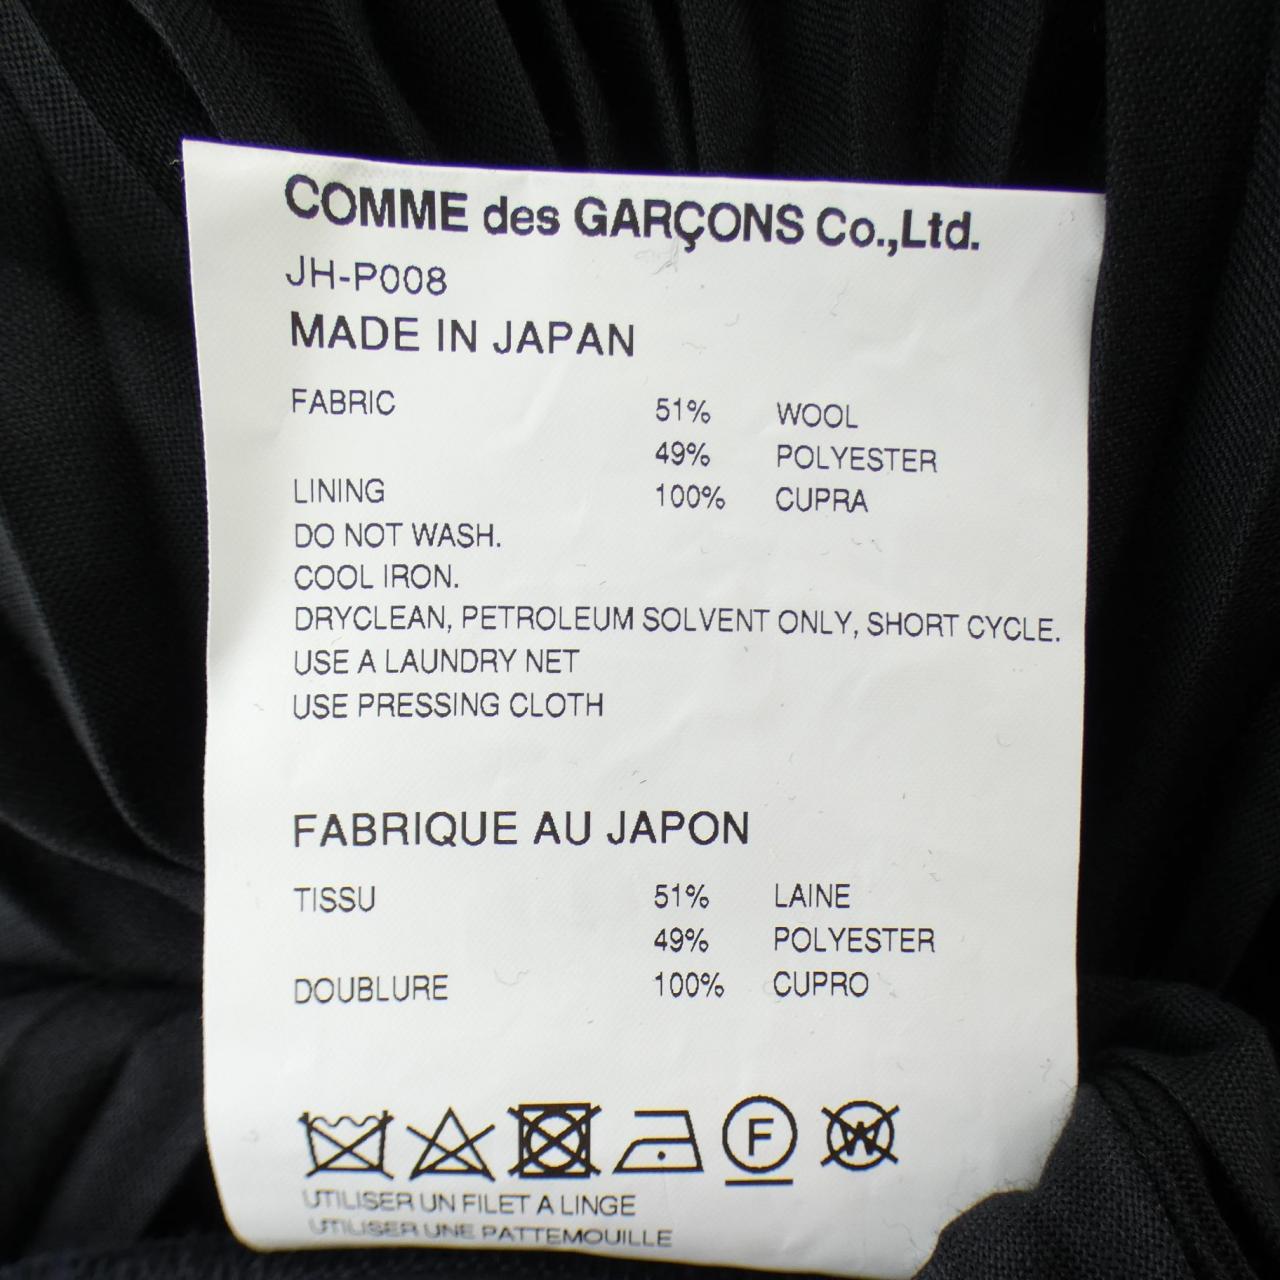 COMME des GARÇONS Co.,Ltd.
JH-P008
MADE IN JAPAN
FABRIC 51% WOOL
49% POLYESTER
LINING 100% CUPRA
DO NOT WASH.
COOL IRON.
DRYCLEAN, PETROLEUM SOLVENT ONLY, SHORT CYCLE.
USE A LAUNDRY NET
USE PRESSING CLOTH
FABRIQUE AU JAPON
TISSU 51% LAINE
49% POLYESTER
DOUBLURE 100% CUPRO
F W
UTILISER UN FILET A LINGE
UTILISER UNE PATTEMOUILLE